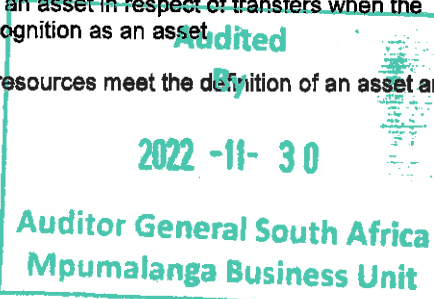 an asset in respect of transfers when the
ognition as an asset
Audited
By
resources meet the definition of an asset an
2022 -11- 30
Auditor General South Africa
Mpumalanga Business Unit